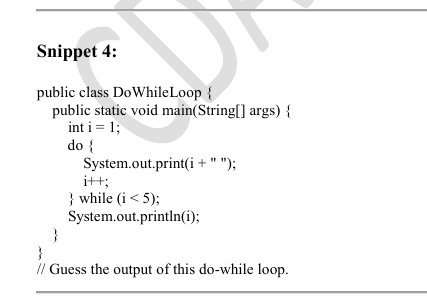 CDA
Snippet 4:
public class DoWhileLoop {
    public static void main(String[] args) {
        int i = 1;
        do {
            System.out.print(i + " ");
            i++;
        } while (i < 5);
        System.out.println(i);
    }
}
// Guess the output of this do-while loop.